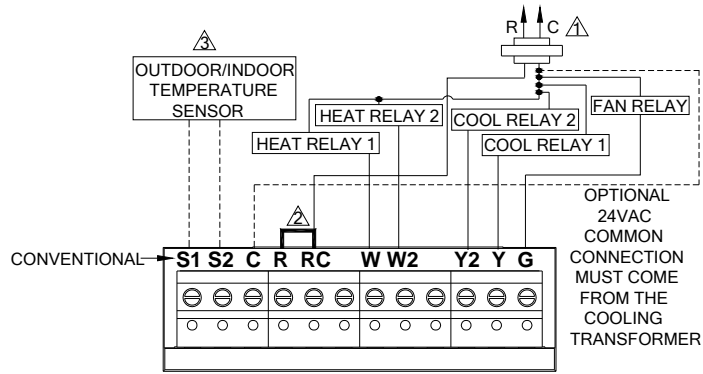 R C 1
3
OUTDOOR/INDOOR
TEMPERATURE
SENSOR
HEAT RELAY 2
COOL RELAY 2
FAN RELAY
HEAT RELAY 1
COOL RELAY 1
2
OPTIONAL
24VAC
COMMON
CONNECTION
MUST COME
FROM THE
COOLING
TRANSFORMER
CONVENTIONAL
S1 S2 C R RC W W2 Y2 Y G